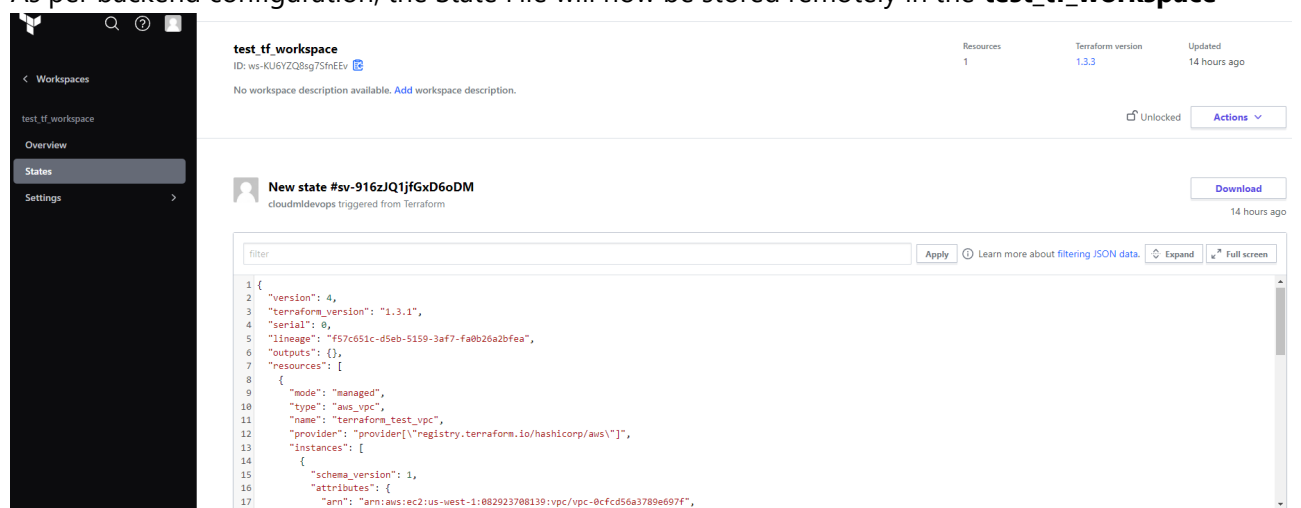 As per backend configuration, the State File will now be stored remotely in the test_tf_workspace
< Workspaces
test_tf_workspace
Overview
States
Settings >
test_tf_workspace
ID: ws-KU6YZQ8sg7SfnEEv
No workspace description available. Add workspace description.
Resources
1
Terraform version
1.3.3
Updated
14 hours ago
Unlocked
Actions
New state #sv-916zJQ1jfGxD6oDM
cloudmldevops triggered from Terraform
Download
14 hours ago
filter
Apply
Learn more about filtering JSON data.
Expand
Full screen
1 {
2 "version": 4,
3 "terraform_version": "1.3.1",
4 "serial": 0,
5 "lineage": "f57c651c-d5eb-5159-3af7-fa0b26a2bfea",
6 "outputs": {},
7 "resources": [
8 {
9 "mode": "managed",
10 "type": "aws_vpc",
11 "name": "terraform_test_vpc",
12 "provider": "provider[\"registry.terraform.io/hashicorp/aws\"]",
13 "instances": [
14 {
15 "schema_version": 1,
16 "attributes": {
17 "arn": "arn:aws:ec2:us-west-1:082923708139:vpc/vpc-0cfcd56a3789e697f",